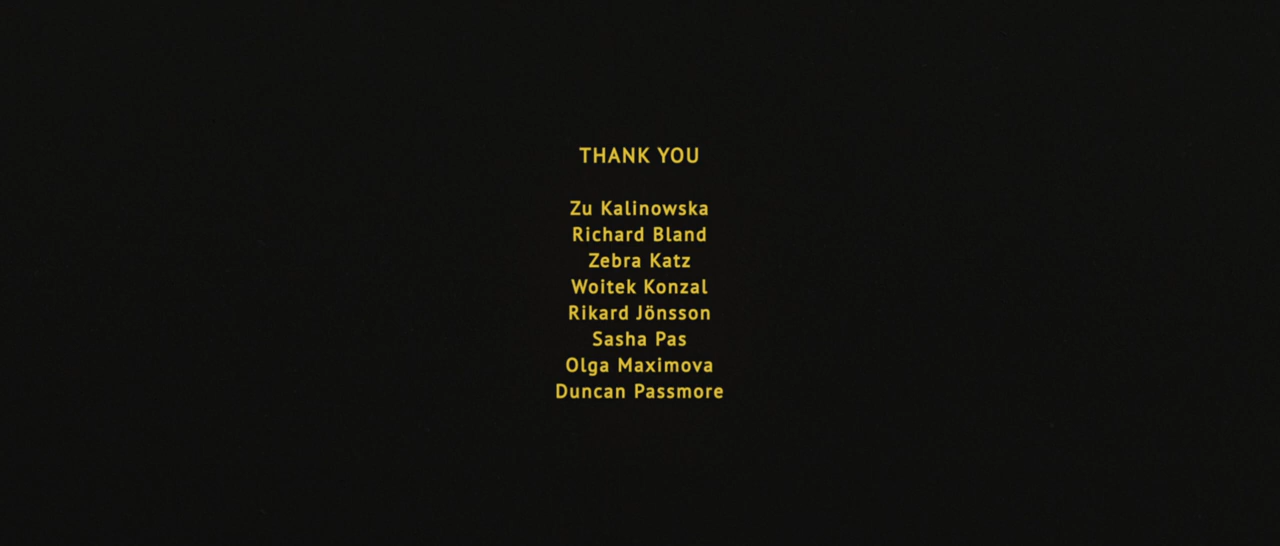 THANK YOU
Zu Kalinowska
Richard Bland
Zebra Katz
Woitek Konzal
Rikard Jönsson
Sasha Pas
Olga Maximova
Duncan Passmore